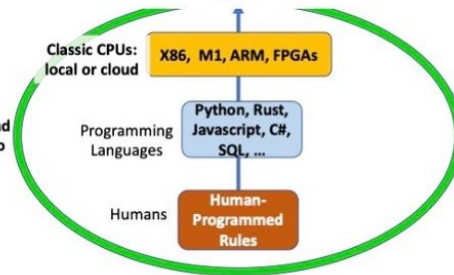 Classic CPUs:
local or cloud
X86, M1, ARM, FPGAs
Programming
Languages
Python, Rust,
Javascript, C#,
SQL, ...
Humans
Human-
Programmed
Rules